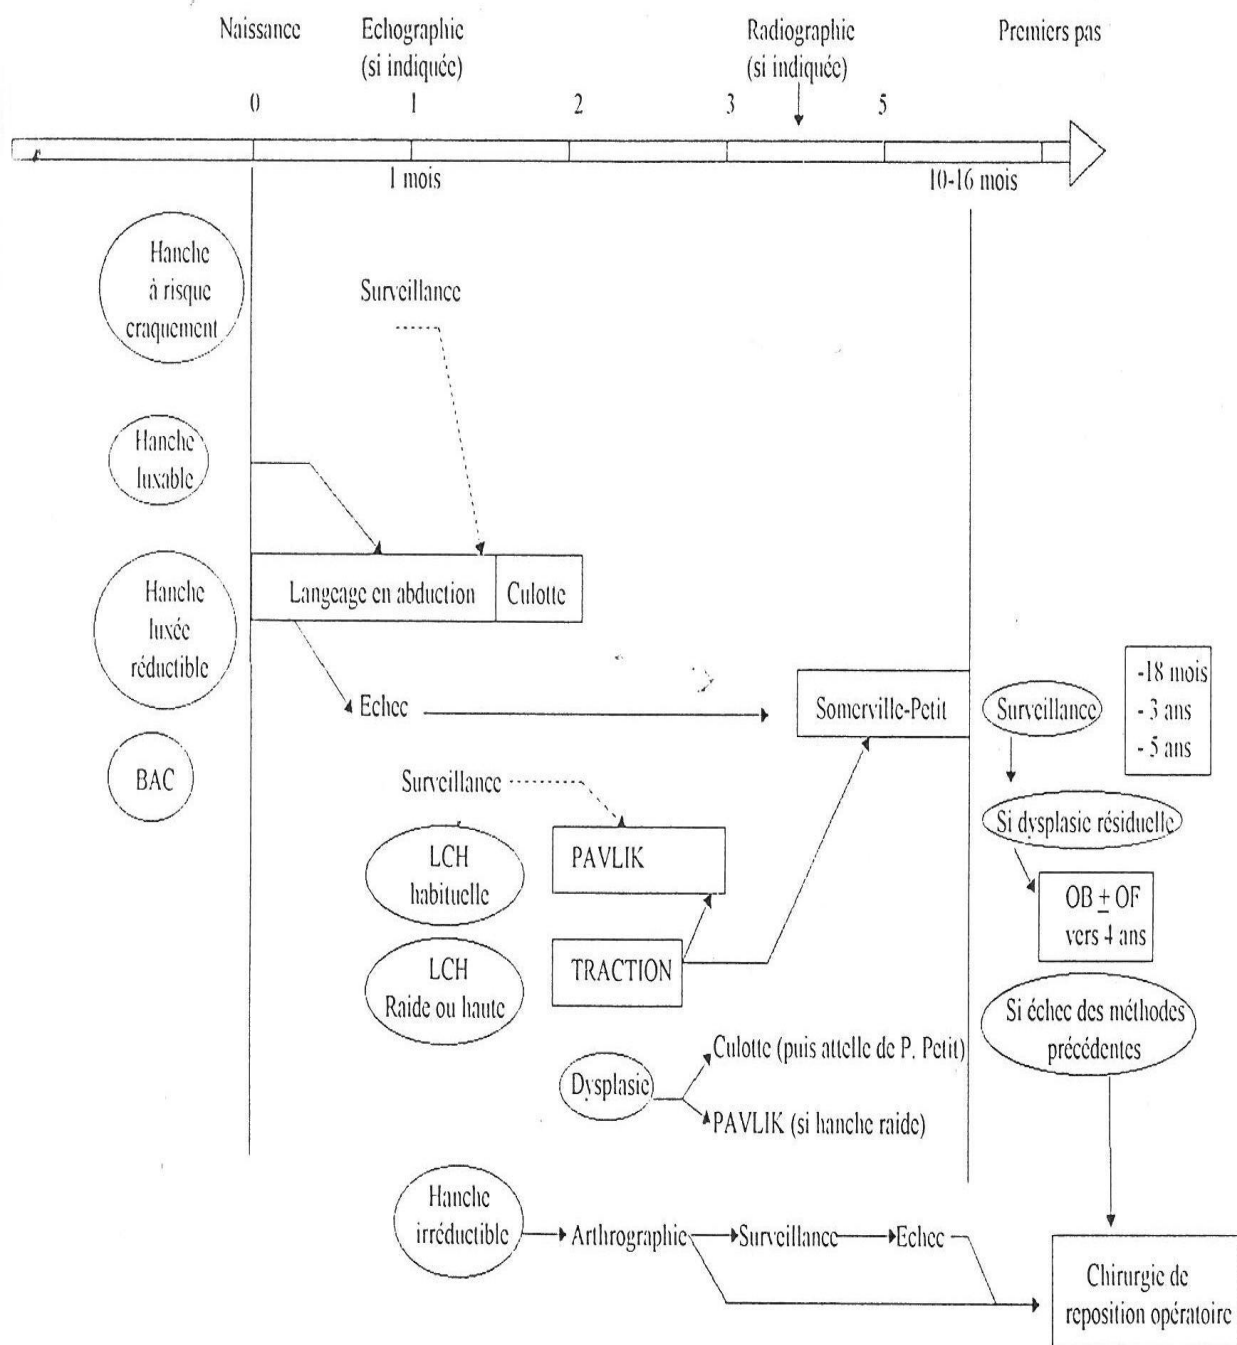 Naissance
Echographie
(si indiquée)
Radiographie
(si indiquée)
Premiers pas
0
1
2
3
5
1 mois
10-16 mois
Hanche
à risque
craquement
Surveillance
Hanche
luxable
Hanche
luxée
réductible
Langeage en abduction
Culotte
Echec
Somerville-Petit
Surveillance
-18 mois
- 3 ans
- 5 ans
BAC
Surveillance
LCH
habituelle
PAVLIK
Si dysplasie résiduelle
OB ± OF
vers 4 ans
LCH
Raide ou haute
TRACTION
Si échec des méthodes
précédentes
Dysplasie
Culotte (puis attelle de P. Petit)
PAVLIK (si hanche raide)
Hanche
irréductible
Arthrographie
Surveillance
Echec
Chirurgie de
reposition opératoire